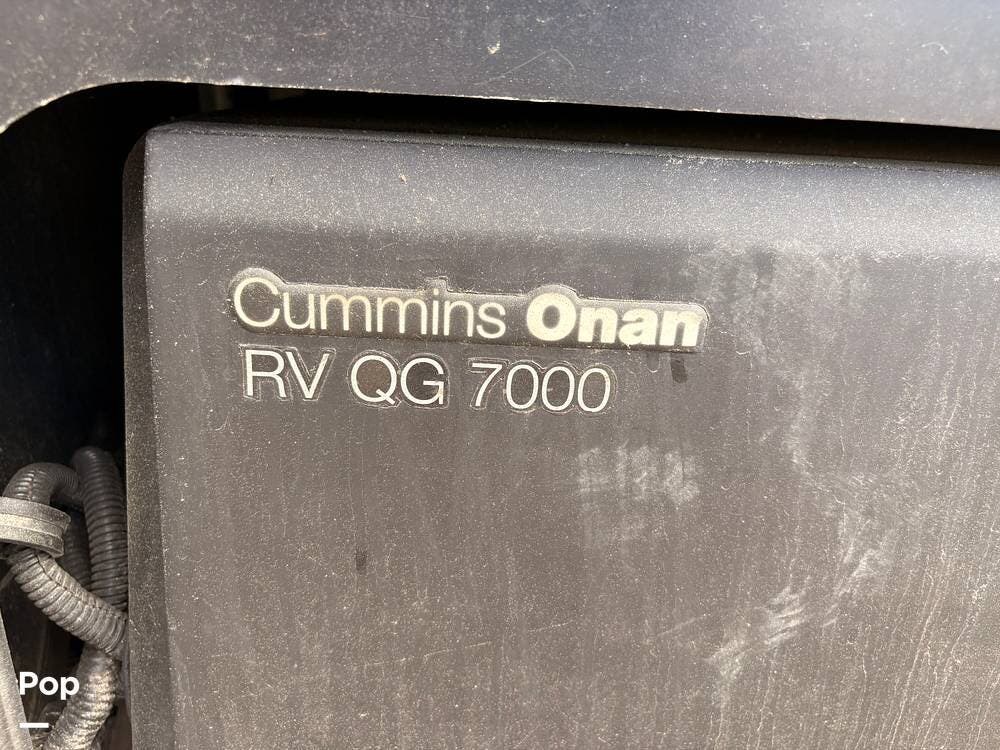 Cummins Onan
RV QG 7000
Pop